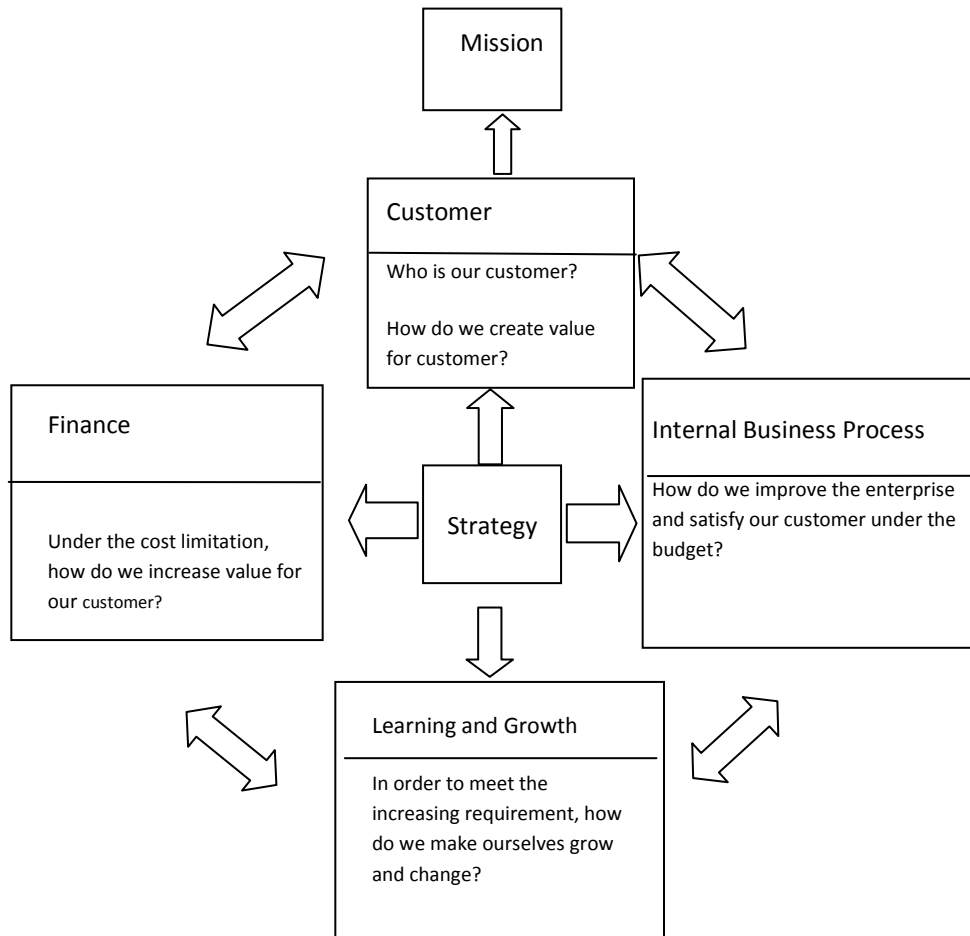 Mission
Customer
Who is our customer?
How do we create value
for customer?
Finance
Under the cost limitation,
how do we increase value for
our customer?
Strategy
Internal Business Process
How do we improve the enterprise
and satisfy our customer under the
budget?
Learning and Growth
In order to meet the
increasing requirement, how
do we make ourselves grow
and change?